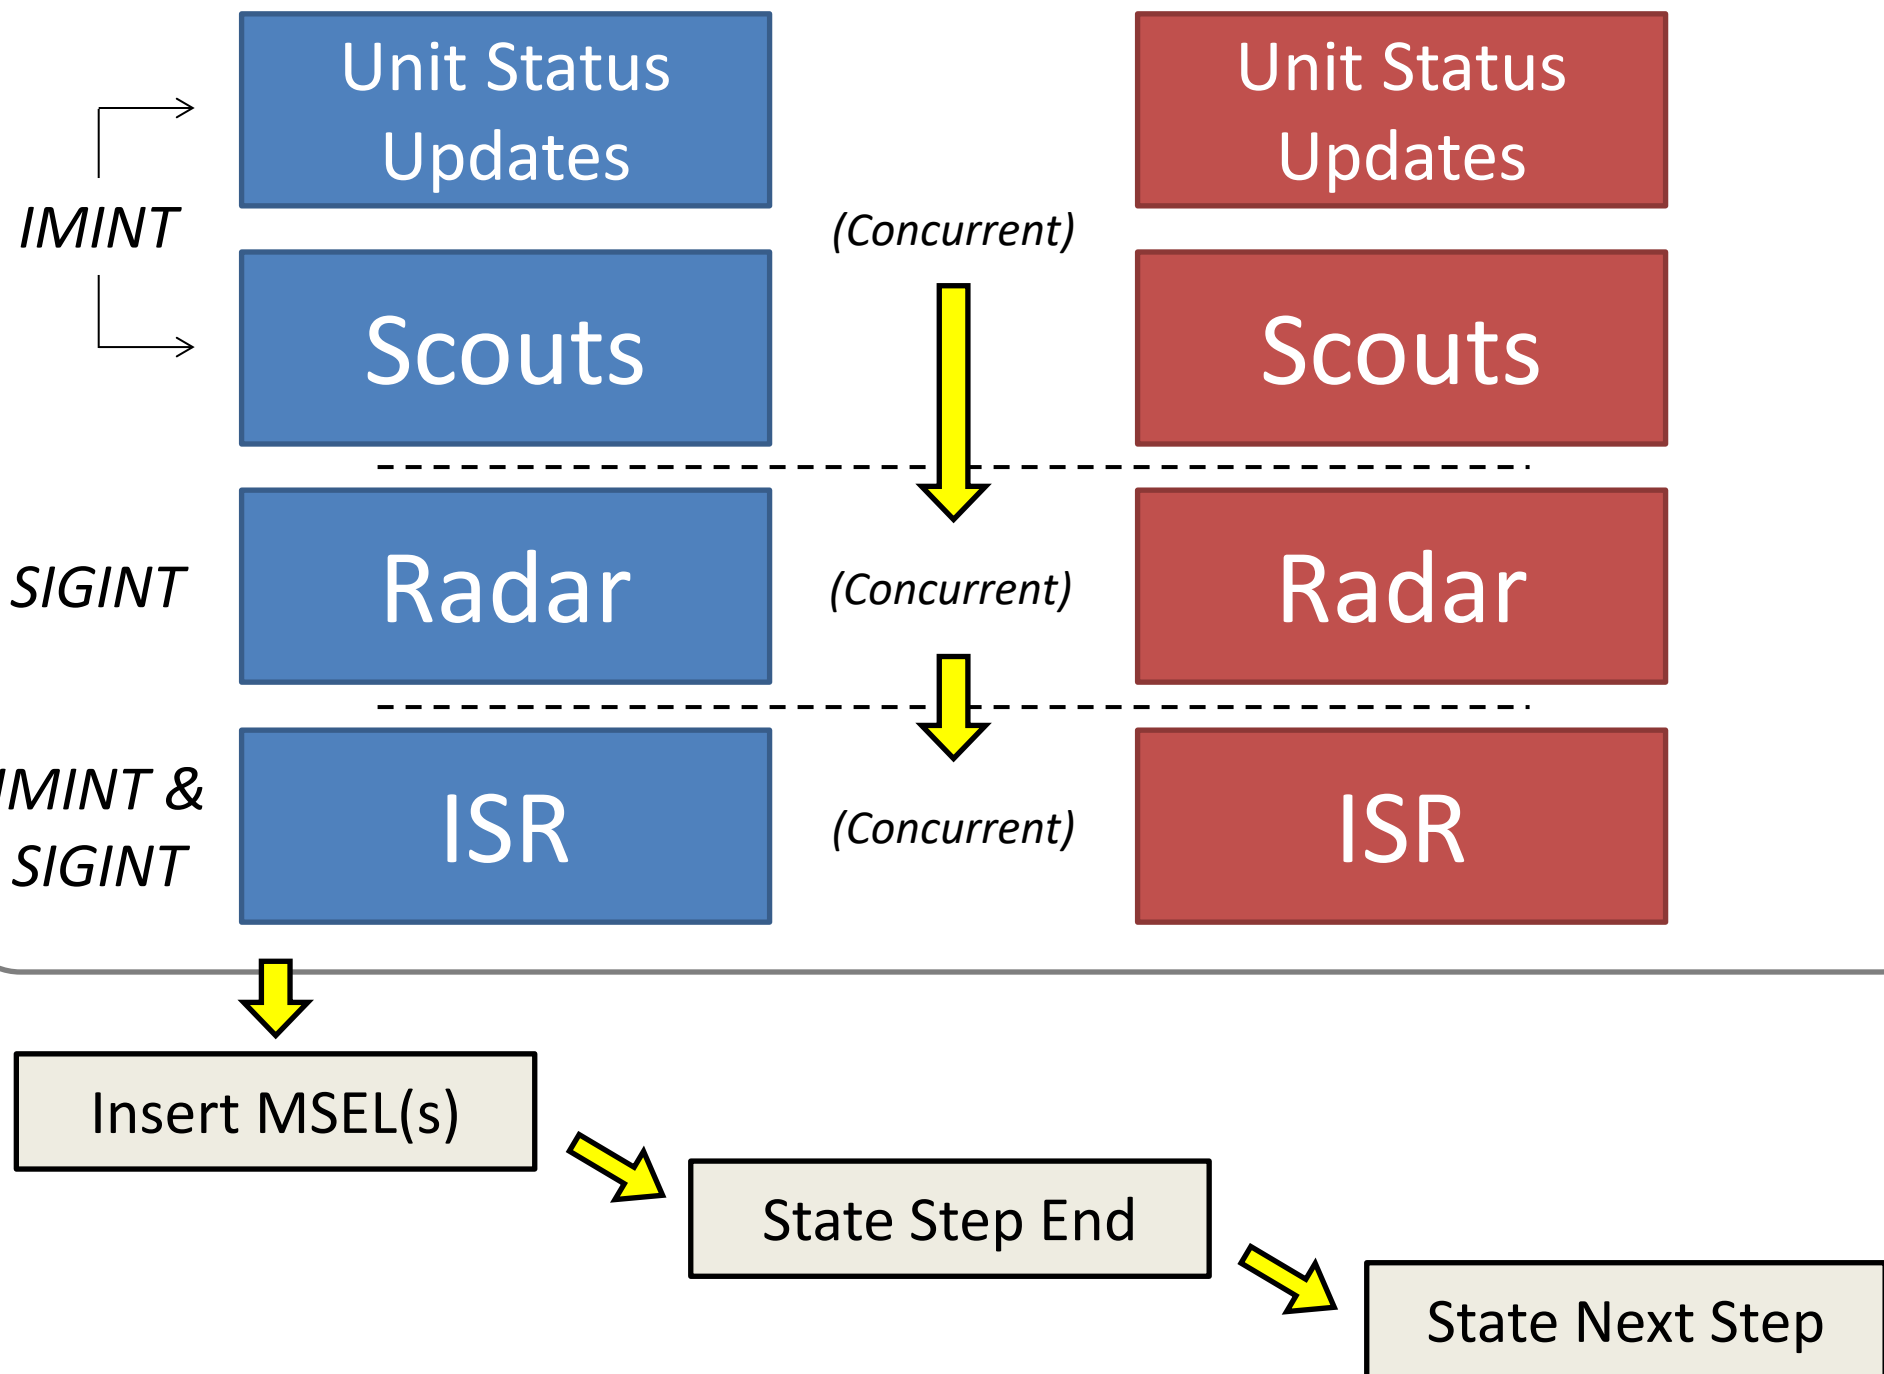 Unit Status
Updates
Unit Status
Updates
IMINT
(Concurrent)
Scouts
Scouts
SIGINT
Radar
(Concurrent)
Radar
IMINT &
SIGINT
ISR
(Concurrent)
ISR
Insert MSEL(s)
State Step End
State Next Step